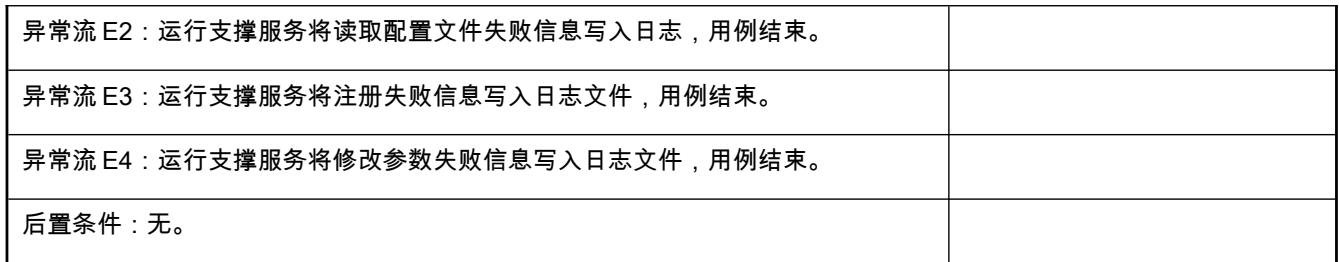 异常流 E2：运行支撑服务将读取配置文件失败信息写入日志，用例结束。
异常流 E3：运行支撑服务将注册失败信息写入日志文件，用例结束。
异常流 E4：运行支撑服务将修改参数失败信息写入日志文件，用例结束。
后置条件：无。